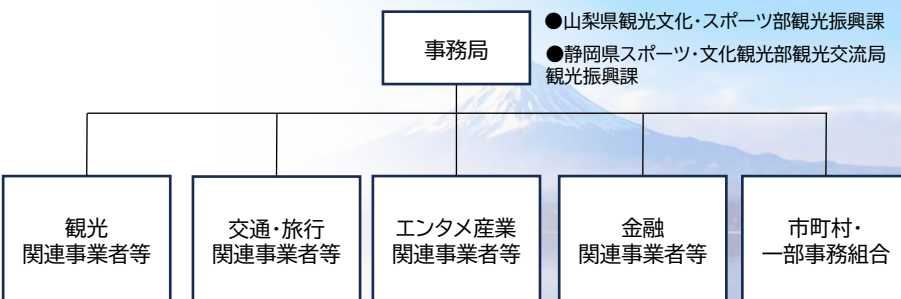 事務局
●山梨県観光文化・スポーツ部観光振興課
●静岡県スポーツ・文化観光部観光交流局
観光振興課
観光
関連事業者等
交通・旅行
関連事業者等
エンタメ産業
関連事業者等
金融
関連事業者等
市町村・
一部事務組合